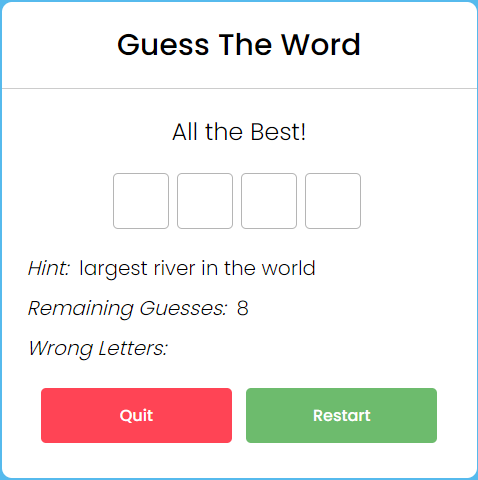 Guess The Word
All the Best!
Hint: largest river in the world
Remaining Guesses: 8
Wrong Letters:
Quit
Restart